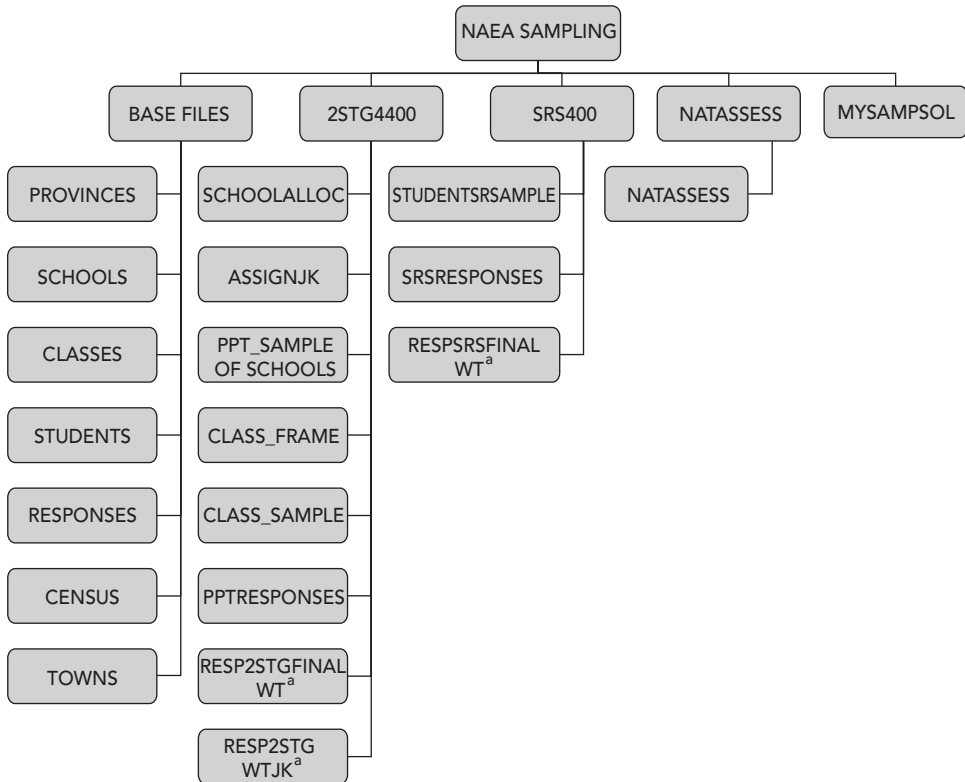 NAEA SAMPLING
BASE FILES
2STG4400
SRS400
NATASSESS
MYSAMPSOL
PROVINCES
SCHOOLS
CLASSES
STUDENTS
RESPONSES
CENSUS
TOWNS
SCHOOLALLOC
ASSIGNJK
PPT_SAMPLE
OF SCHOOLS
CLASS_FRAME
CLASS_SAMPLE
PPTRESPONSES
RESP2STGFINAL
WTa
RESP2STG
WTJKa
STUDENTSRSAMPLE
SRSRESPONSES
RESPSRSFINAL
WTa
NATASSESS